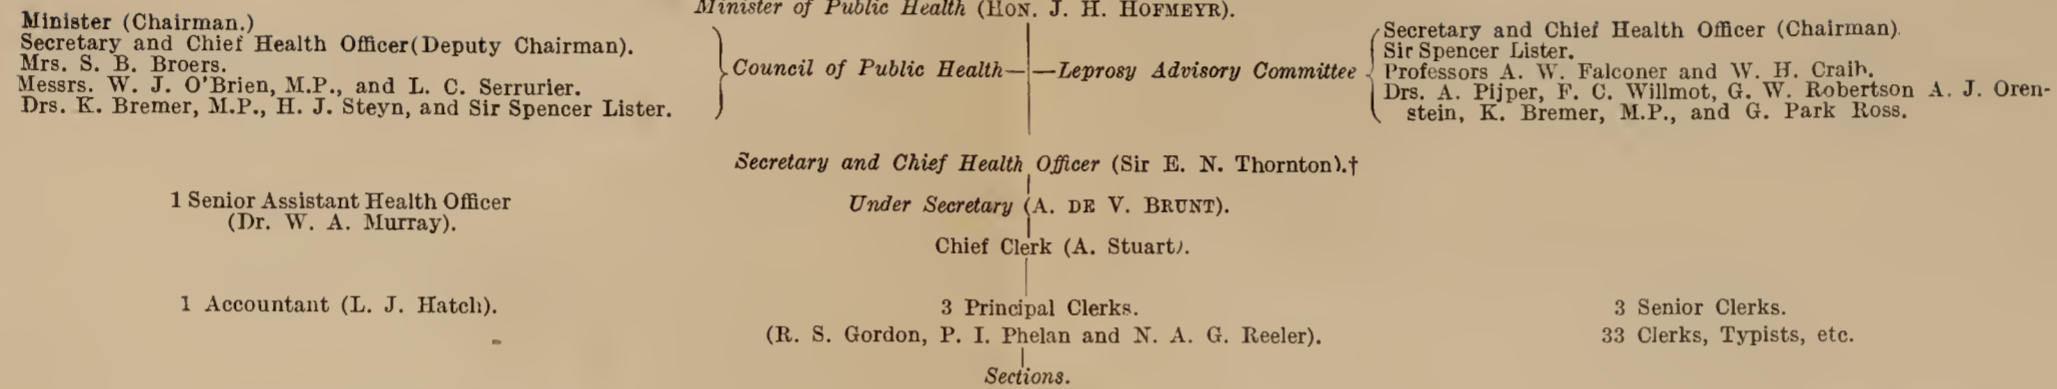 Minister of Public Health (HON. J. H. HOFMEYR).
Minister (Chairman.)
Secretary and Chief Health Officer(Deputy Chairman).
Mrs. S. B. Broers.
Messrs. W. J. O'Brien, M.P., and L. C. Serrurier.
Drs. K. Bremer, M.P., H. J. Steyn, and Sir Spencer Lister.
Council of Public Health—|—Leprosy Advisory Committee
Secretary and Chief Health Officer (Chairman).
Sir Spencer Lister.
Professors A. W. Falconer and W. H. Craib.
Drs. A. Pijper, F. C. Willmot, G. W. Robertson A. J. Oren-
stein, K. Bremer, M.P., and G. Park Ross.
Secretary and Chief Health Officer (Sir E. N. Thornton).†
1 Senior Assistant Health Officer
(Dr. W. A. Murray).
Under Secretary (A. DE V. BRUNT).
Chief Clerk (A. Stuart).
1 Accountant (L. J. Hatch).
3 Principal Clerks.
(R. S. Gordon, P. I. Phelan and N. A. G. Reeler).
3 Senior Clerks.
33 Clerks, Typists, etc.
Sections.